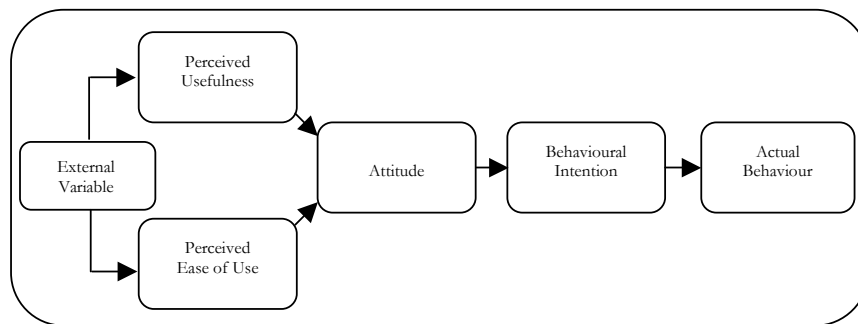 Perceived
Usefulness
External
Variable
Attitude
Behavioural
Intention
Actual
Behaviour
Perceived
Ease of Use